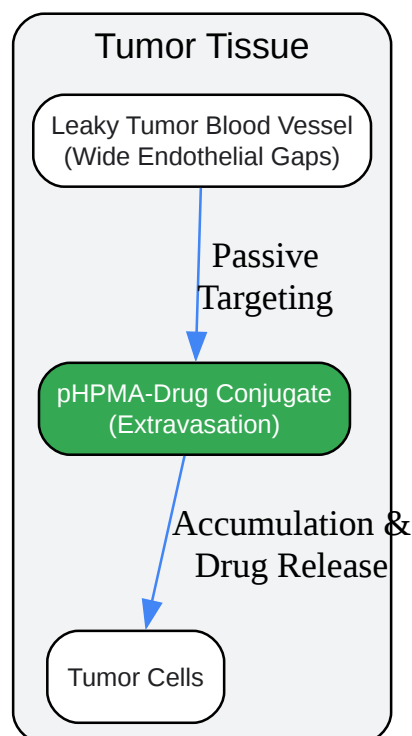 Tumor Tissue
Leaky Tumor Blood Vessel
(Wide Endothelial Gaps)
Passive
Targeting
pHPMA-Drug Conjugate
(Extravasation)
Accumulation &
Drug Release
Tumor Cells